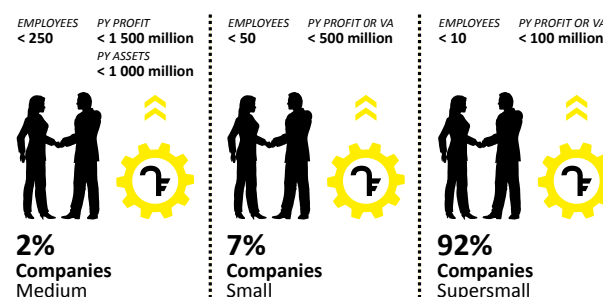 EMPLOYEES PY PROFIT
< 250 < 1 500 million
PY ASSETS
< 1 000 million
2%
Companies
Medium
EMPLOYEES PY PROFIT 0R VA
< 50 < 500 million
7%
Companies
Small
EMPLOYEES PY PROFIT OR VA
< 10 < 100 million
92%
Companies
Supersmall